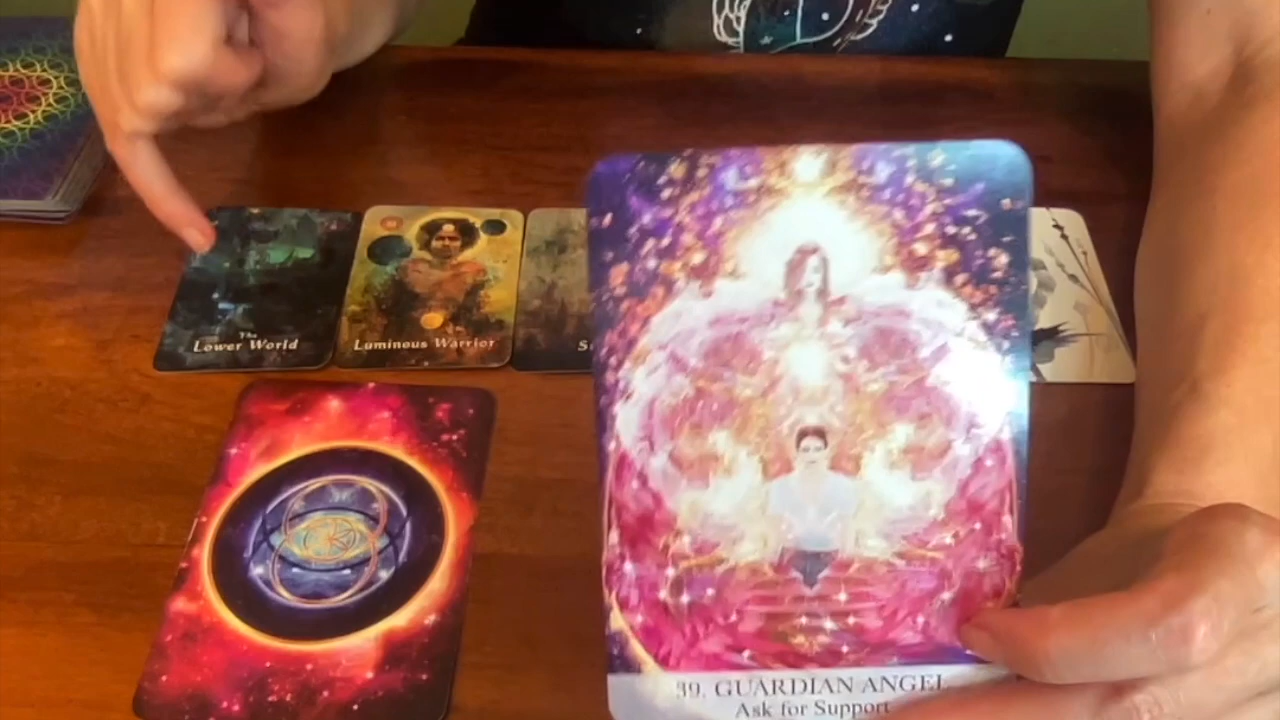 The
Lower World
Luminous Warrior
39. GUARDIAN ANGEL
Ask for Support